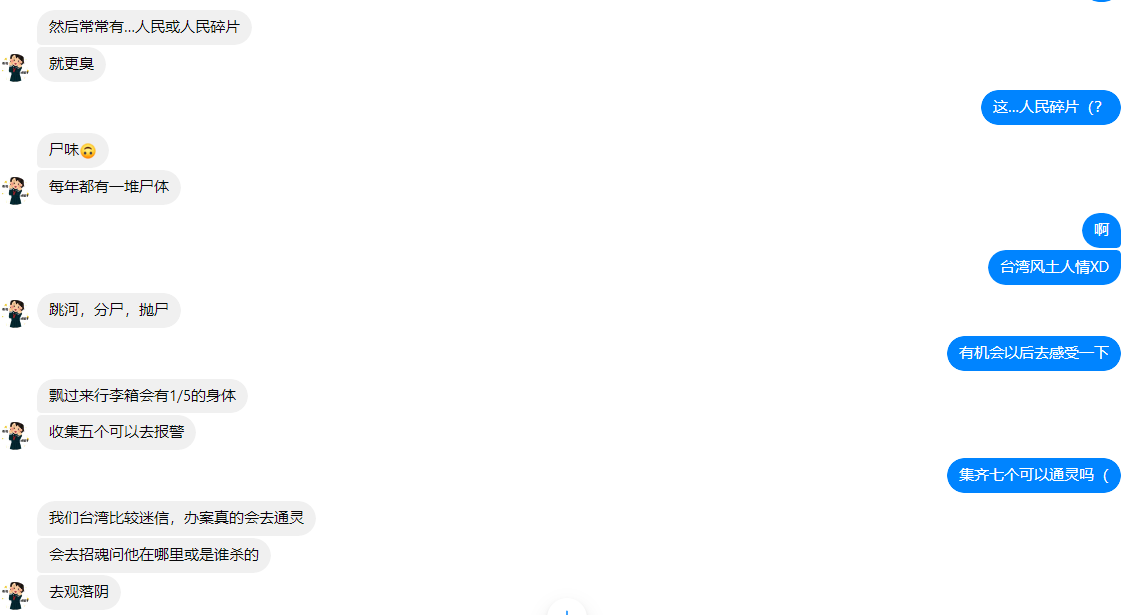 然后常常有...人民或人民碎片
就更臭
这...人民碎片（？
尸味🙃
每年都有一堆尸体
啊
台湾风土人情XD
跳河，分尸，抛尸
有机会以后去感受一下
飘过来行李箱会有1/5的身体
收集五个可以去报警
集齐七个可以通灵吗（
我们台湾比较迷信，办案真的会去通灵
会去招魂问他在哪里或是谁杀的
去观落阴